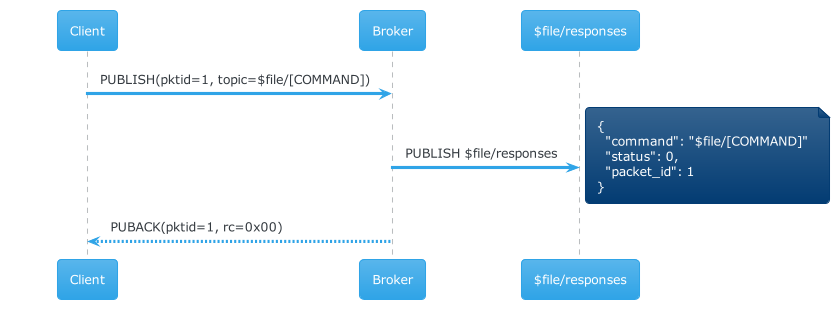 Client
Broker
$file/responses
PUBLISH(pktid=1, topic=$file/[COMMAND])
{
"command": "$file/[COMMAND]"
"status": 0,
"packet_id": 1
}
PUBLISH $file/responses
PUBACK(pktid=1, rc=0x00)
Client
Broker
$file/responses